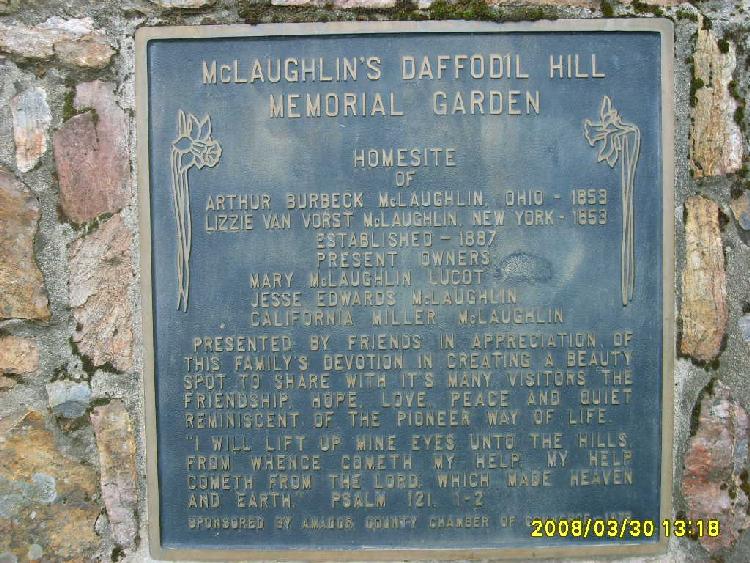 McLAUGHLIN'S DAFFODIL HILL
MEMORIAL GARDEN
HOMESITE
OF
ARTHUR BURBECK McLAUGHLIN, OHIO - 1853
LIZZIE VAN VORST McLAUGHLIN, NEW YORK - 1853
ESTABLISHED - 1887
PRESENT OWNERS:
MARY McLAUGHLIN LUCOT
JESSE EDWARDS McLAUGHLIN
CALIFORNIA MILLER McLAUGHLIN
PRESENTED BY FRIENDS IN APPRECIATION OF
THIS FAMILY'S DEVOTION IN CREATING A BEAUTY
SPOT TO SHARE WITH IT'S MANY VISITORS THE
FRIENDSHIP, HOPE, LOVE, PEACE AND QUIET
REMINISCENT OF THE PIONEER WAY OF LIFE.
"I WILL LIFT UP MINE EYES UNTO THE HILLS,
FROM WHENCE COMETH MY HELP. MY HELP
COMETH FROM THE LORD, WHICH MADE HEAVEN
AND EARTH. PSALM 121, 1-2
SPONSORED BY AMADOR COUNTY CHAMBER OF COMMERCE
2008/03/30 13:18